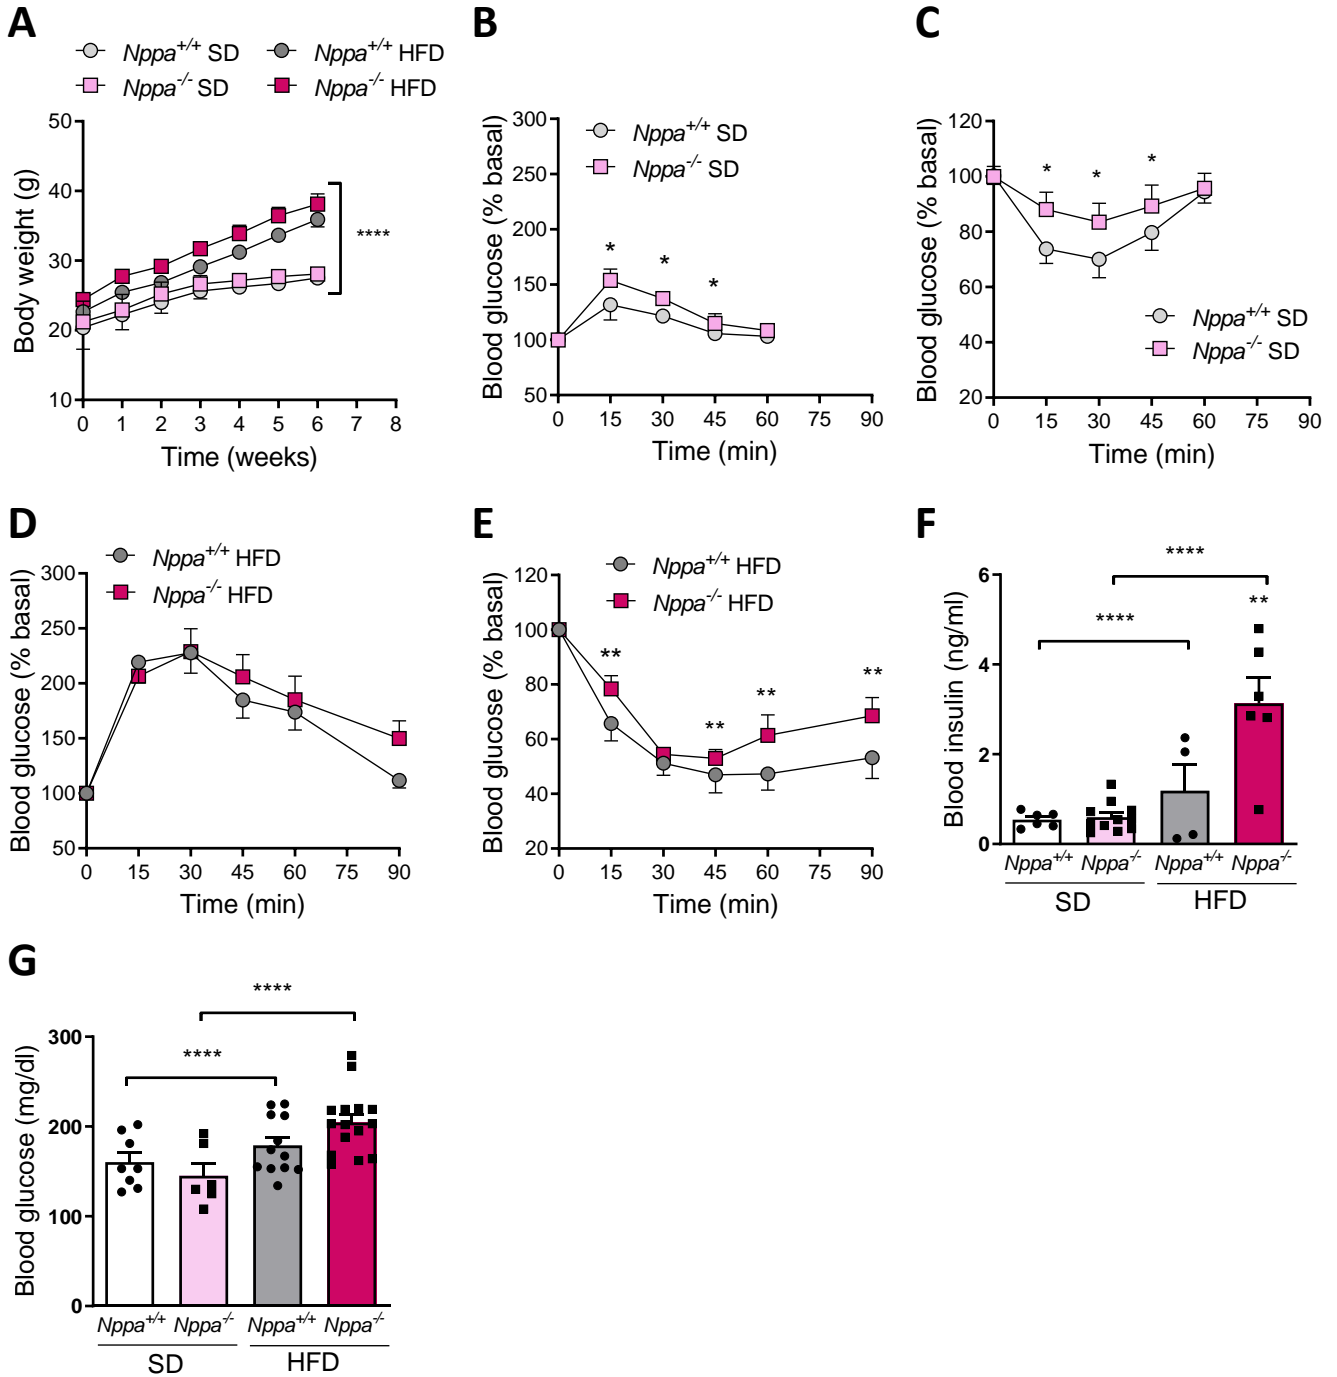 A
Nppa+/+ SD
Nppa+/+ HFD
Nppa-/- SD
Nppa-/- HFD
50
40
30
20
10
Body weight (g)
****
0 1 2 3 4 5 6 7 8
Time (weeks)
B
Nppa+/+ SD
Nppa-/- SD
300
250
200
150
100
50
Blood glucose (% basal)
* * *
0 15 30 45 60 75 90
Time (min)
C
120
100
80
60
40
20
Blood glucose (% basal)
* * *
Nppa+/+ SD
Nppa-/- SD
0 15 30 45 60 75 90
Time (min)
D
Nppa+/+ HFD
Nppa-/- HFD
300
250
200
150
100
50
Blood glucose (% basal)
0 15 30 45 60 75 90
Time (min)
E
Nppa+/+ HFD
Nppa-/- HFD
120
100
80
60
40
20
Blood glucose (% basal)
** ** ** **
0 15 30 45 60 75 90
Time (min)
F
****
****
**
6
4
2
0
Blood insulin (ng/ml)
Nppa+/+ Nppa-/- Nppa+/+ Nppa-/-
SD HFD
G
****
****
300
200
100
0
Blood glucose (mg/dl)
Nppa+/+ Nppa-/- Nppa+/+ Nppa-/-
SD HFD